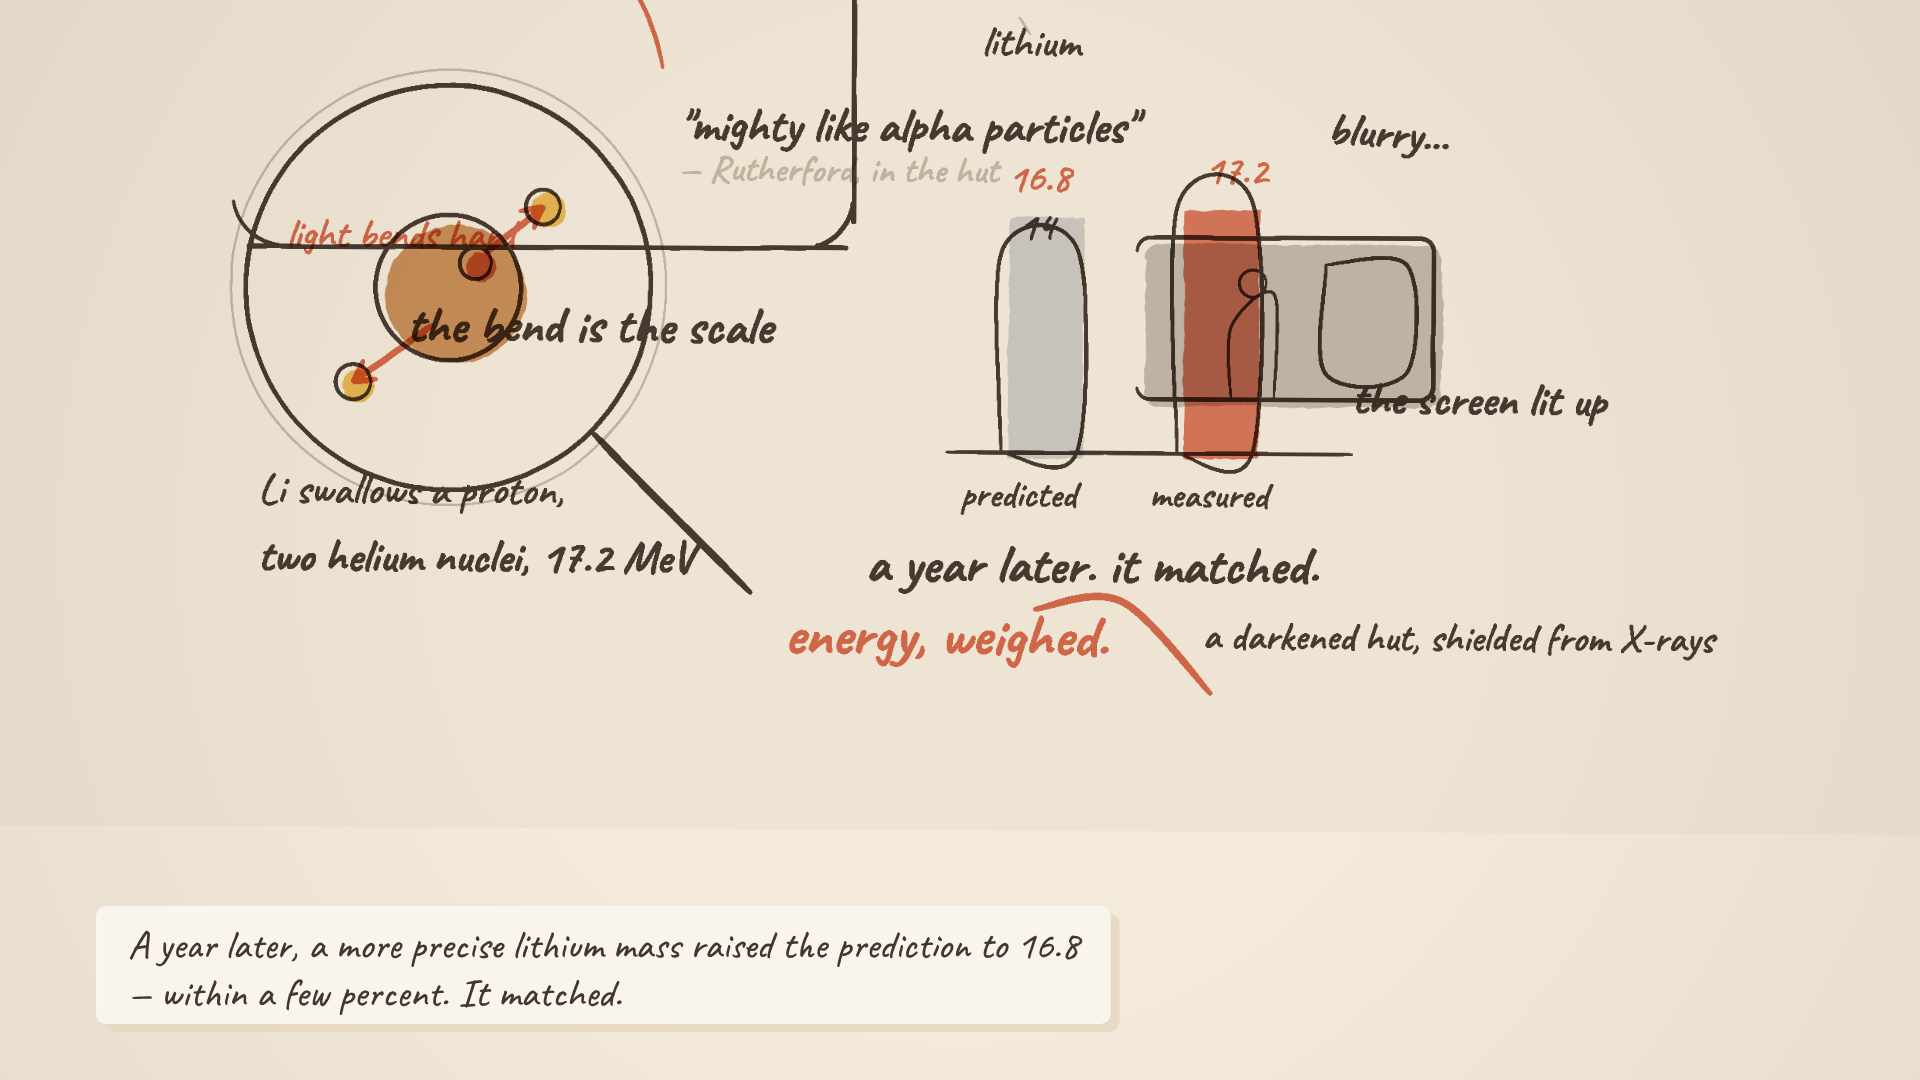 lithium
"mighty like alpha particles"
— Rutherford, in the hut
blurry...
16.8
17.2
14
light bends hard
the bend is the scale
the screen lit up
Li swallows a proton,
two helium nuclei, 17.2 MeV
predicted
measured
a year later. it matched.
energy, weighed.
a darkened hut, shielded from X-rays
A year later, a more precise lithium mass raised the prediction to 16.8
— within a few percent. It matched.